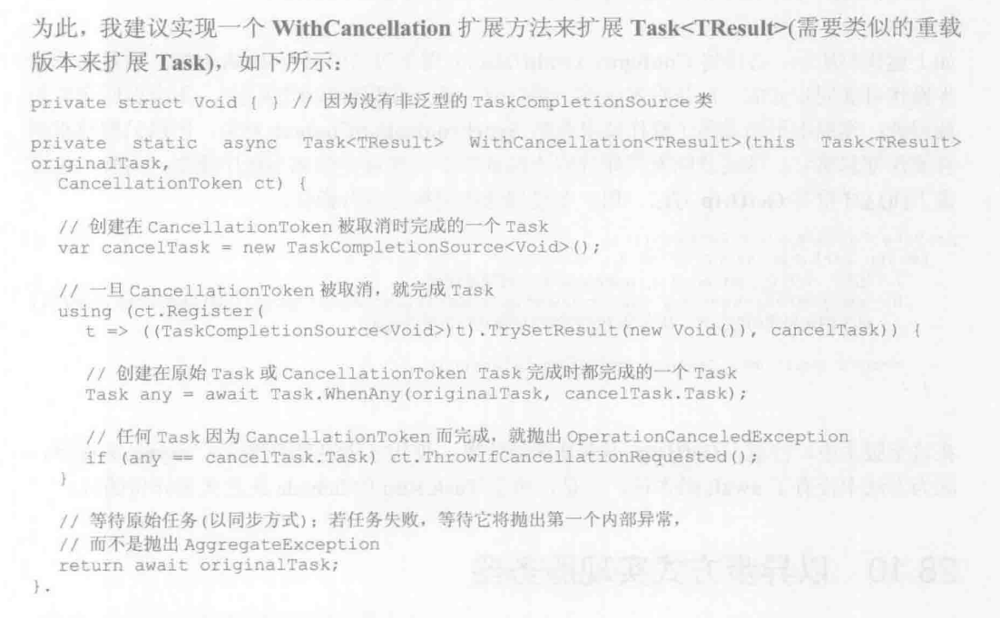 为此，我建议实现一个 WithCancellation 扩展方法来扩展 Task<TResult>(需要类似的重载
版本来扩展 Task)，如下所示：
private struct Void { } // 因为没有非泛型的 TaskCompletionSource 类
private static async Task<TResult> WithCancellation<TResult>(this Task<TResult>
originalTask,
CancellationToken ct) {
// 创建在 CancellationToken 被取消时完成的一个 Task
var cancelTask = new TaskCompletionSource<Void>();
// 一旦 CancellationToken 被取消，就完成 Task
using (ct.Register(
t => ((TaskCompletionSource<Void>)t).TrySetResult(new Void()), cancelTask)) {
// 创建在原始 Task 或 CancellationToken Task 完成时都完成的一个 Task
Task any = await Task.WhenAny(originalTask, cancelTask.Task);
// 任何 Task 因为 CancellationToken 而完成，就抛出 OperationCanceledException
if (any == cancelTask.Task) ct.ThrowIfCancellationRequested();
}
// 等待原始任务(以同步方式)；若任务失败，等待它将抛出第一个内部异常，
// 而不是抛出 AggregateException
return await originalTask;
}.